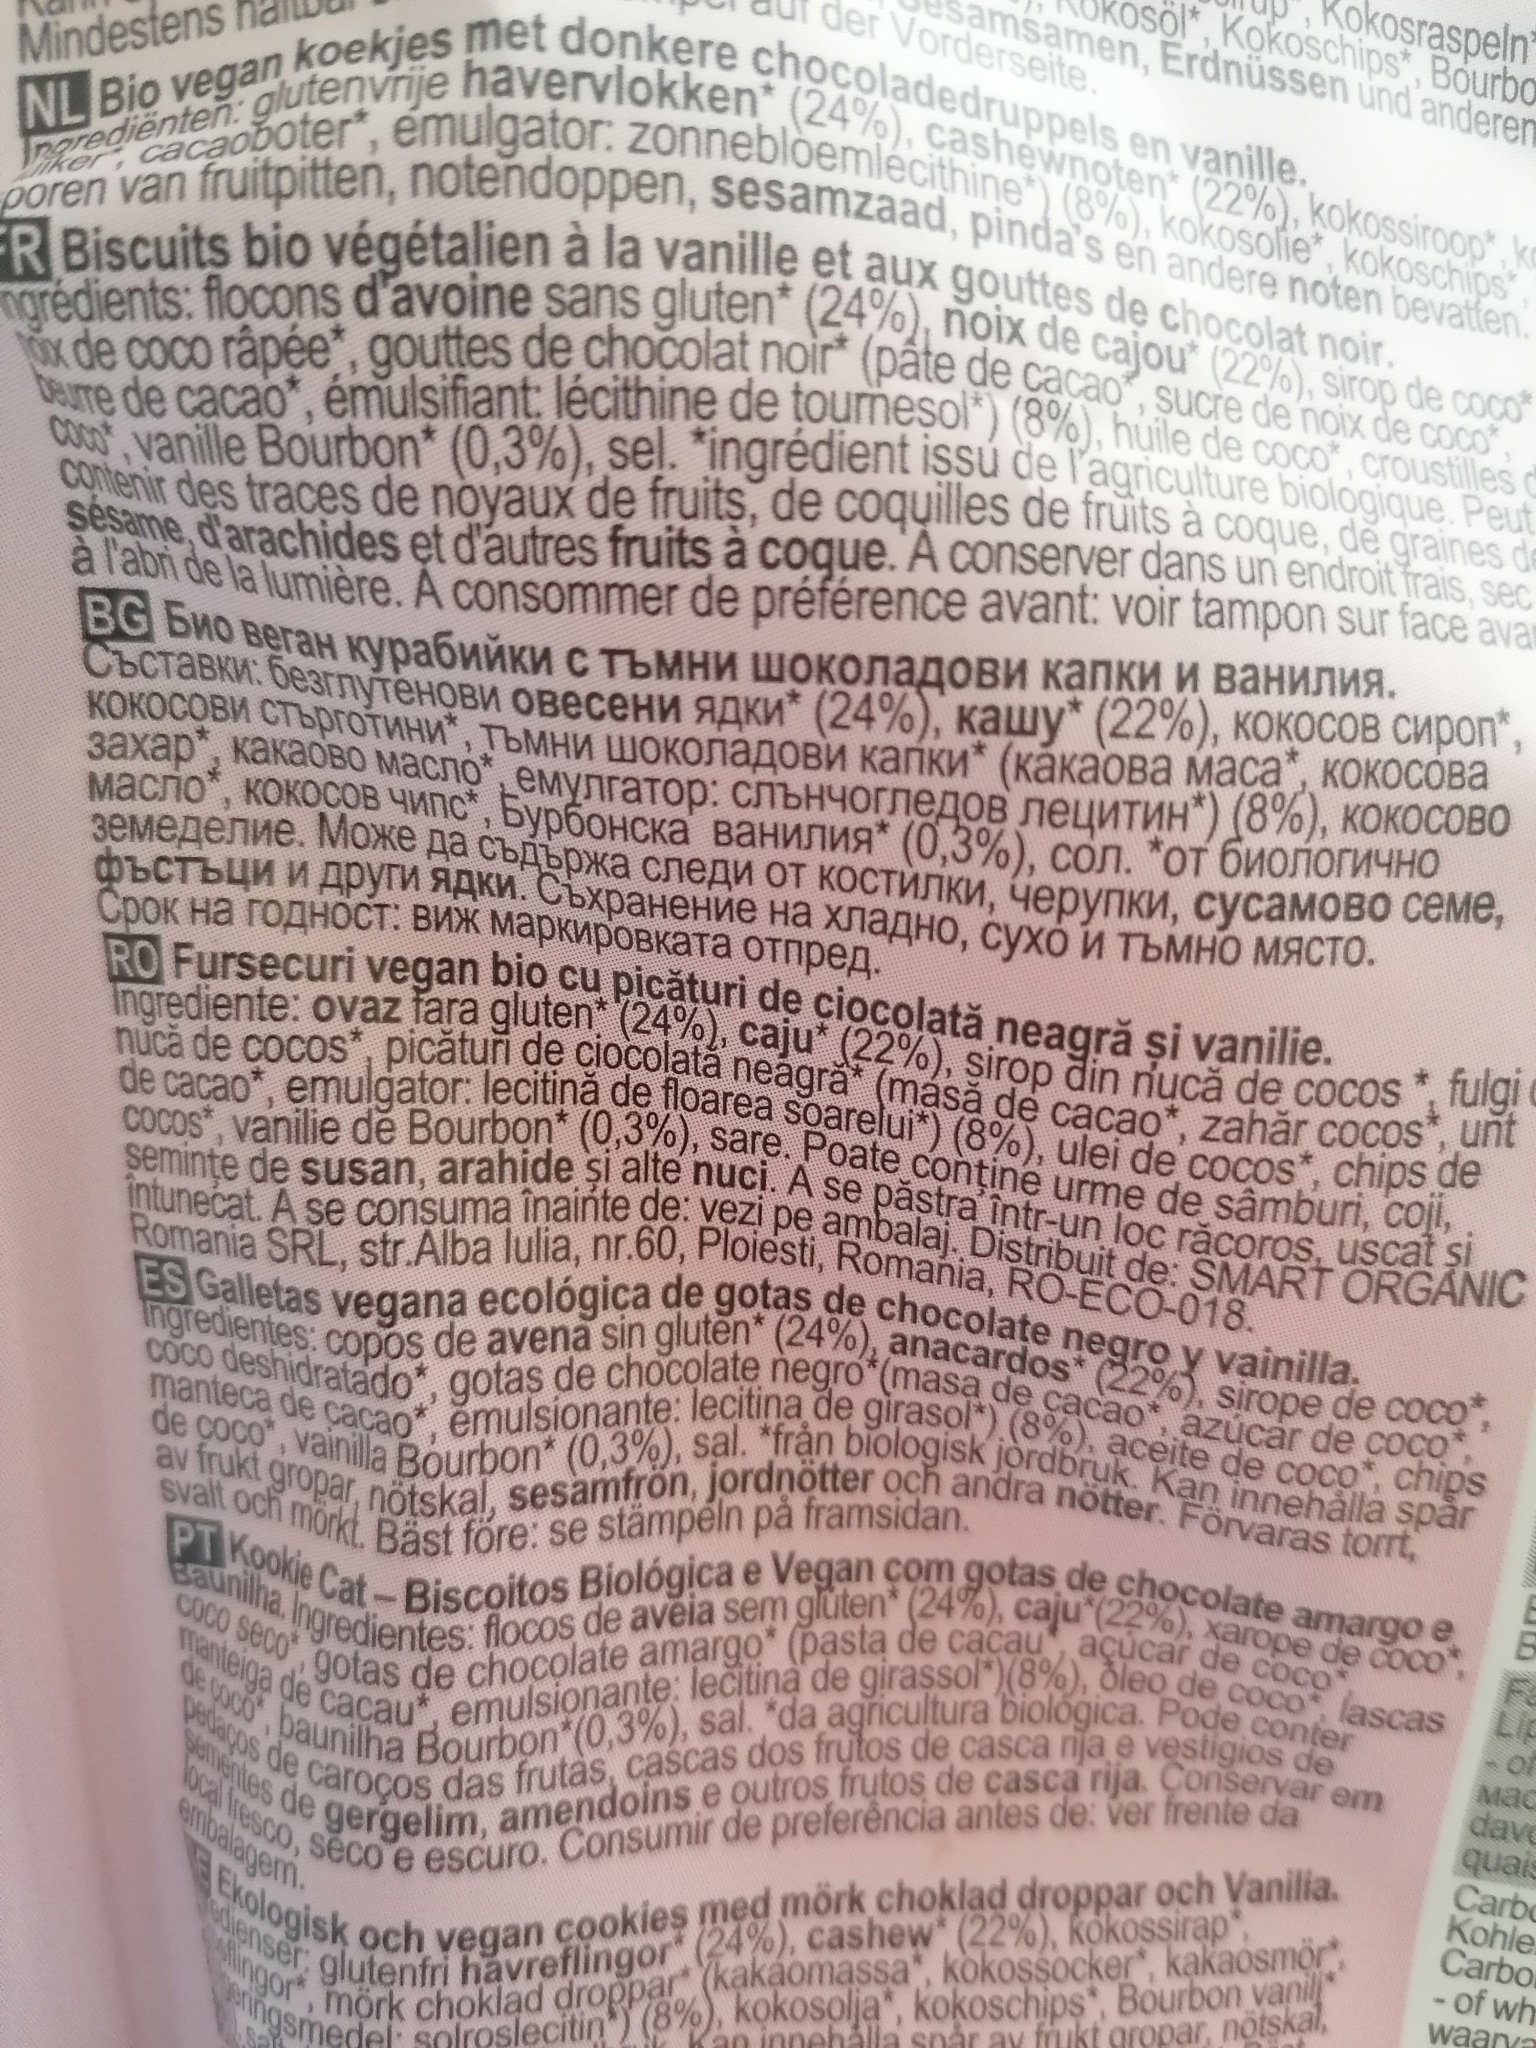 Mindestens haltbar auf der Vorderseite.
Kokosöl*, Kokoschips*, Bourbo
Kokosraspeln*
Sesamsamen, Erdnüssen und anderen
NL Bio vegan koekjes met donkere chocoladedruppels en vanille.
Ingrediënten: glutenvrije havervlokken* (24%), cashewnoten* (22%), kokossiroop*,
cacaoboter*, emulgator: zonnebloemlecithine*) (8%), kokosolie*, kokoschips*,
sporen van fruitpitten, notendoppen, sesamzaad, pinda's en andere noten bevatten.
FR Biscuits bio végétalien à la vanille et aux gouttes de chocolat noir.
Ingrédients: flocons d'avoine sans gluten* (24%), noix de cajou* (22%), sirop de coco*
noix de coco râpée*, gouttes de chocolat noir* (pâte de cacao*, sucre de noix de coco*,
beurre de cacao*, émulsifiant: lécithine de tournesol*) (8%), huile de coco*, croustilles
coco*, vanille Bourbon* (0,3%), sel. *ingrédient issu de l'agriculture biologique. Peut
contenir des traces de noyaux de fruits, de coquilles de fruits à coque, de graines de
sésame, d'arachides et d'autres fruits à coque. À conserver dans un endroit frais, sec
à l'abri de la lumière. À consommer de préférence avant: voir tampon sur face ava
BG Био веган курабийки с тъмни шоколадови капки и ванилия.
Съставки: безглутенови овесени ядки* (24%), кашу* (22%), кокосов сироп*,
кокосови стърготини*, тъмни шоколадови капки* (какаова маса*, кокосова
захар*, какаово масло*, емулгатор: слънчогледов лецитин*) (8%), кокосово
масло*, кокосов чипс*, Бурбонска ванилия* (0,3%), сол. *от биологично
земеделие. Може да съдържа следи от костилки, черупки, сусамово семе,
фъстъци и други ядки. Съхранение на хладно, сухо и тъмно място.
Срок на годност: виж маркировката отпред.
RO Fursecuri vegan bio cu picături de ciocolată neagră și vanilie.
Ingrediente: ovaz fara gluten* (24%), caju* (22%), sirop din nucă de cocos *, fulgi
nucă de cocos*, picături de ciocolată neagră* (masă de cacao*, zahăr cocos*, unt
de cacao*, emulgator: lecitină de floarea soarelui*) (8%), ulei de cocos*, chips de
cocos*, vanilie de Bourbon* (0,3%), sare. Poate conține urme de sâmburi, coji,
semințe de susan, arahide și alte nuci. A se păstra într-un loc răcoros, uscat și
întunecat. A se consuma înainte de: vezi pe ambalaj. Distribuit de: SMART ORGANIC
Romania SRL, str.Alba Iulia, nr.60, Ploiesti, Romania, RO-ECO-018.
ES Galletas vegana ecológica de gotas de chocolate negro y vainilla.
Ingredientes: copos de avena sin gluten* (24%), anacardos* (22%), sirope de coco*,
coco deshidratado*, gotas de chocolate negro*(masa de cacao*, azúcar de coco*,
manteca de cacao*, emulsionante: lecitina de girasol*) (8%), aceite de coco*, chips
de coco*, vainilla Bourbon* (0,3%), sal. *från biologisk jordbruk. Kan innehålla spår
av frukt gropar, nötskal, sesamfrön, jordnötter och andra nötter. Förvaras torrt,
svalt och mörkt. Bäst före: se stämpeln på framsidan.
PT Kookie Cat – Biscoitos Biológica e Vegan com gotas de chocolate amargo e
Baunilha. Ingredientes: flocos de aveia sem glúten* (24%), caju*(22%), xarope de coco*,
coco seco*, gotas de chocolate amargo* (pasta de cacau*, açúcar de coco*,
manteiga de cacau*, emulsionante: lecitina de girassol*)(8%), óleo de coco*, lascas
de coco*, baunilha Bourbon*(0,3%), sal. *da agricultura biológica. Pode conter
pedaços de caroços das frutas, cascas dos frutos de casca rija e vestígios de
sementes de gergelim, amendoins e outros frutos de casca rija. Conservar em
local fresco, seco e escuro. Consumir de preferência antes de: ver frente da
embalagem.
Ekologisk och vegan cookies med mörk choklad droppar och Vanilia.
glutenfri havreflingor* (24%), cashew* (22%), kokossirap*,
mörk choklad droppar* (kakaomassa*, kokossocker*, kakaosmör*,
solroslecitin*) (8%), kokosolja*, kokoschips*, Bourbon vanilj*
Kan innehålla spår av frukt gropar, nötskal,
Carbo
Kohle
Carbo
- of wh
waarva